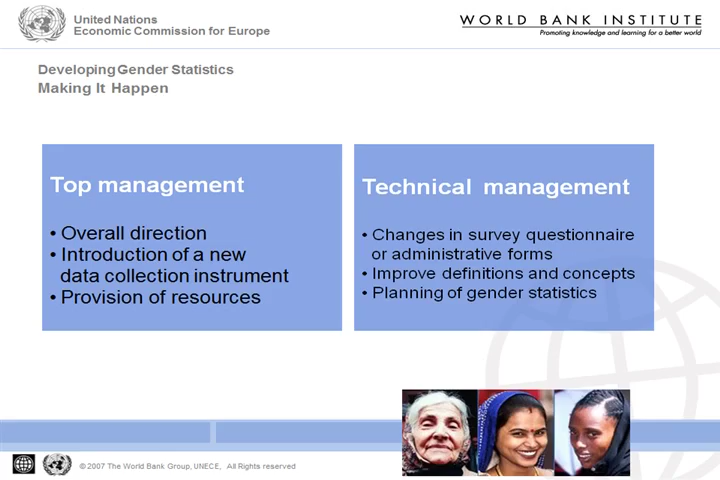 United Nations
Economic Commission for Europe
WORLD BANK INSTITUTE
Promoting knowledge and learning for a better world
Developing Gender Statistics
Making It Happen
Top management
• Overall direction
• Introduction of a new
data collection instrument
• Provision of resources
Technical management
• Changes in survey questionnaire
or administrative forms
• Improve definitions and concepts
• Planning of gender statistics
© 2007 The World Bank Group, UNECE, All Rights reserved